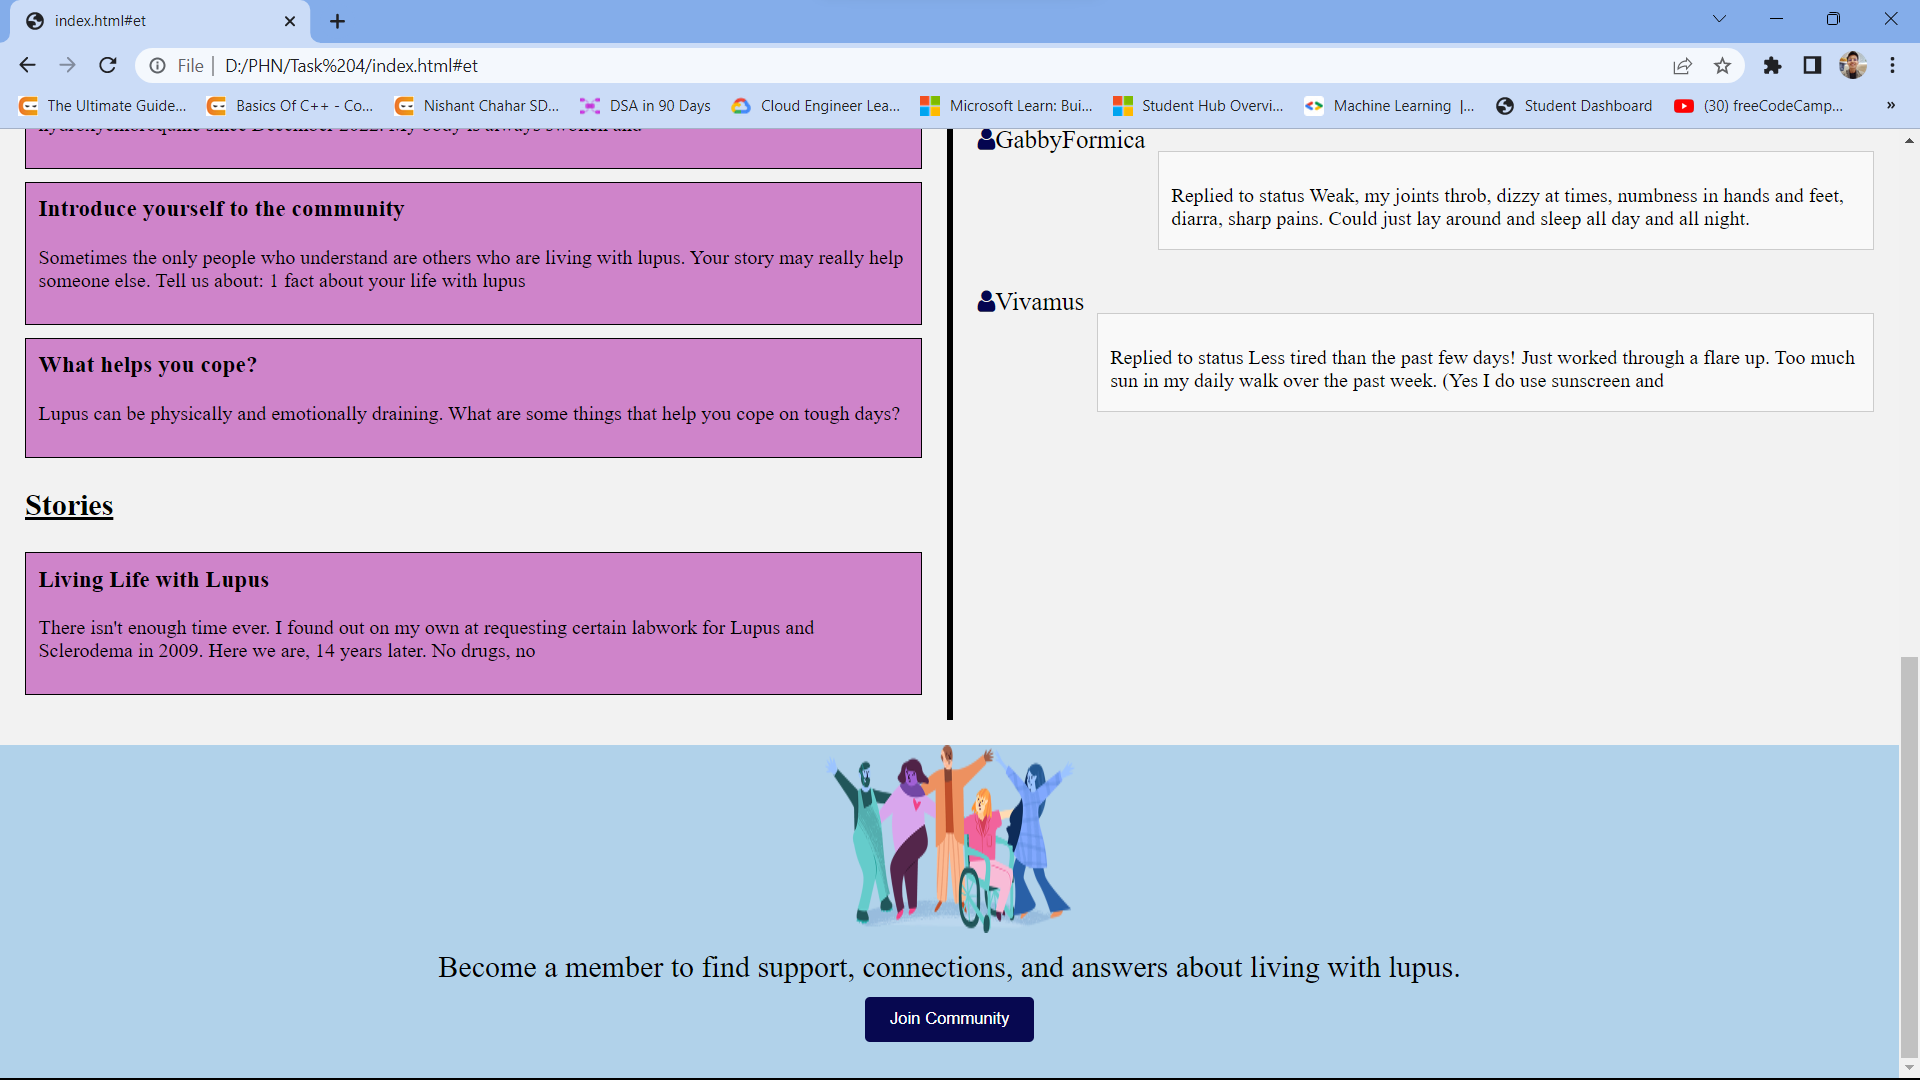 index.html#et
File
D:/PHN/Task%204/index.html#et
The Ultimate Guide...
Basics Of C++ - Co...
Nishant Chahar SD...
DSA in 90 Days
Cloud Engineer Lea...
Microsoft Learn: Bui...
Student Hub Overvi...
Machine Learning |...
Student Dashboard
(30) freeCodeCamp...
»
hydroxychloroquine since December 2022. My body is always swollen and
Introduce yourself to the community
Sometimes the only people who understand are others who are living with lupus. Your story may really help
someone else. Tell us about: 1 fact about your life with lupus
What helps you cope?
Lupus can be physically and emotionally draining. What are some things that help you cope on tough days?
Stories
Living Life with Lupus
There isn't enough time ever. I found out on my own at requesting certain labwork for Lupus and
Sclerodema in 2009. Here we are, 14 years later. No drugs, no
GabbyFormica
Replied to status Weak, my joints throb, dizzy at times, numbness in hands and feet,
diarra, sharp pains. Could just lay around and sleep all day and all night.
Vivamus
Replied to status Less tired than the past few days! Just worked through a flare up. Too much
sun in my daily walk over the past week. (Yes I do use sunscreen and
Become a member to find support, connections, and answers about living with lupus.
Join Community